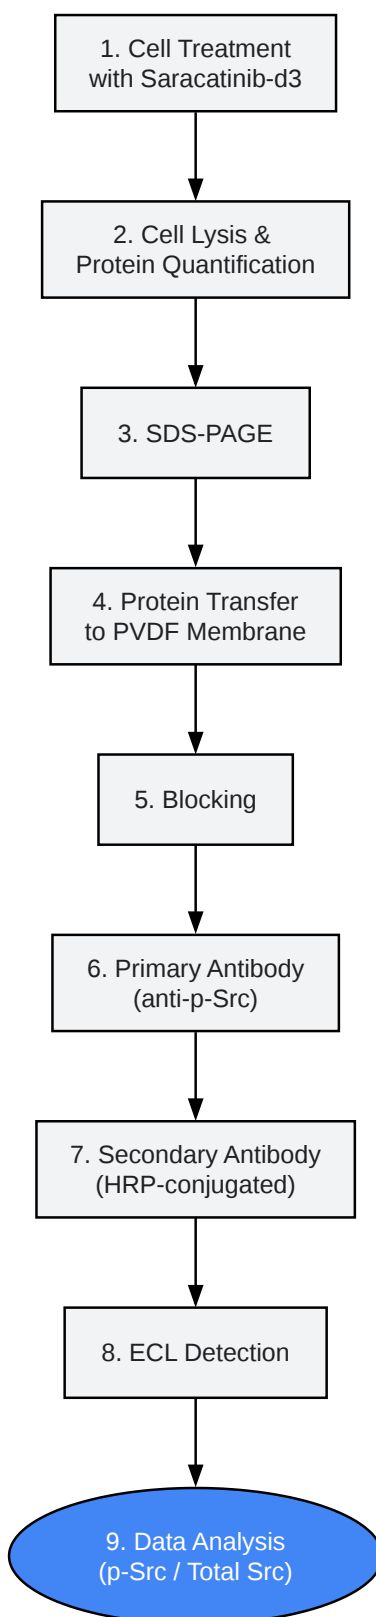 1. Cell Treatment
with Saracatinib-d3
2. Cell Lysis &
Protein Quantification
3. SDS-PAGE
4. Protein Transfer
to PVDF Membrane
5. Blocking
6. Primary Antibody
(anti-p-Src)
7. Secondary Antibody
(HRP-conjugated)
8. ECL Detection
9. Data Analysis
(p-Src / Total Src)